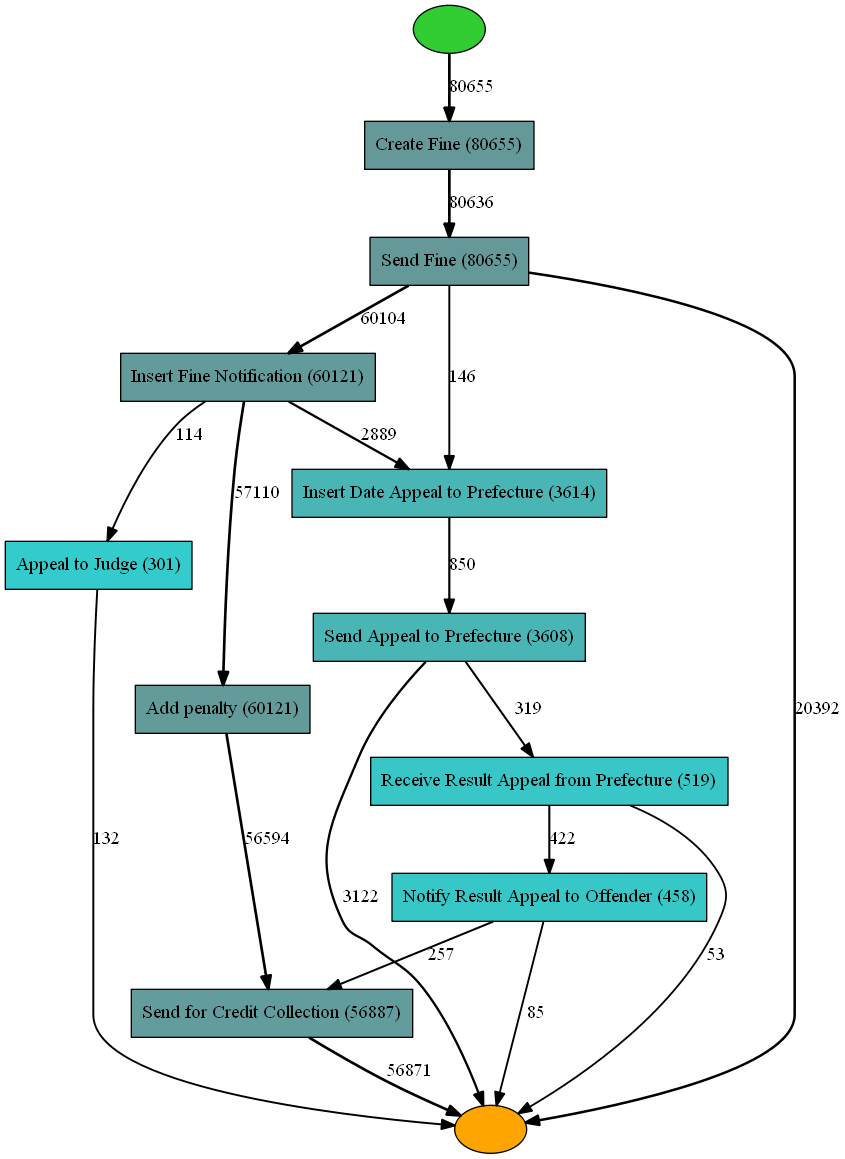 80655
Create Fine (80655)
80636
Send Fine (80655)
60104
Insert Fine Notification (60121)
146
114
2889
57110
Insert Date Appeal to Prefecture (3614)
Appeal to Judge (301)
850
Send Appeal to Prefecture (3608)
Add penalty (60121)
319
20392
Receive Result Appeal from Prefecture (519)
132
56594
422
3122
Notify Result Appeal to Offender (458)
257
53
Send for Credit Collection (56887)
85
56871